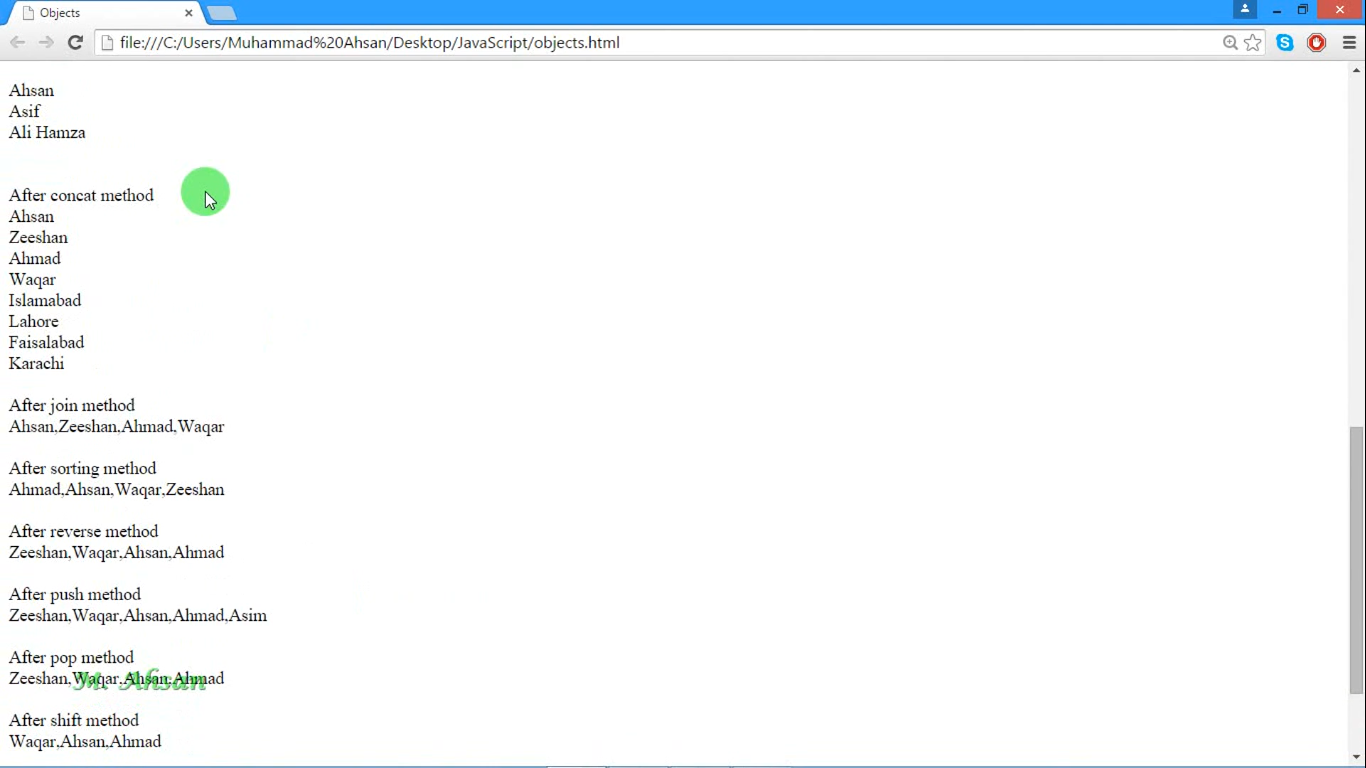 Objects
file:///C:/Users/Muhammad%20Ahsan/Desktop/JavaScript/objects.html
Ahsan
Asif
Ali Hamza
After concat method
Ahsan
Zeeshan
Ahmad
Waqar
Islamabad
Lahore
Faisalabad
Karachi
After join method
Ahsan,Zeeshan,Ahmad,Waqar
After sorting method
Ahmad,Ahsan,Waqar,Zeeshan
After reverse method
Zeeshan,Waqar,Ahsan,Ahmad
After push method
Zeeshan,Waqar,Ahsan,Ahmad,Asim
After pop method
Zeeshan,Waqar,Ahsan,Ahmad
M. Ahsan
After shift method
Waqar,Ahsan,Ahmad